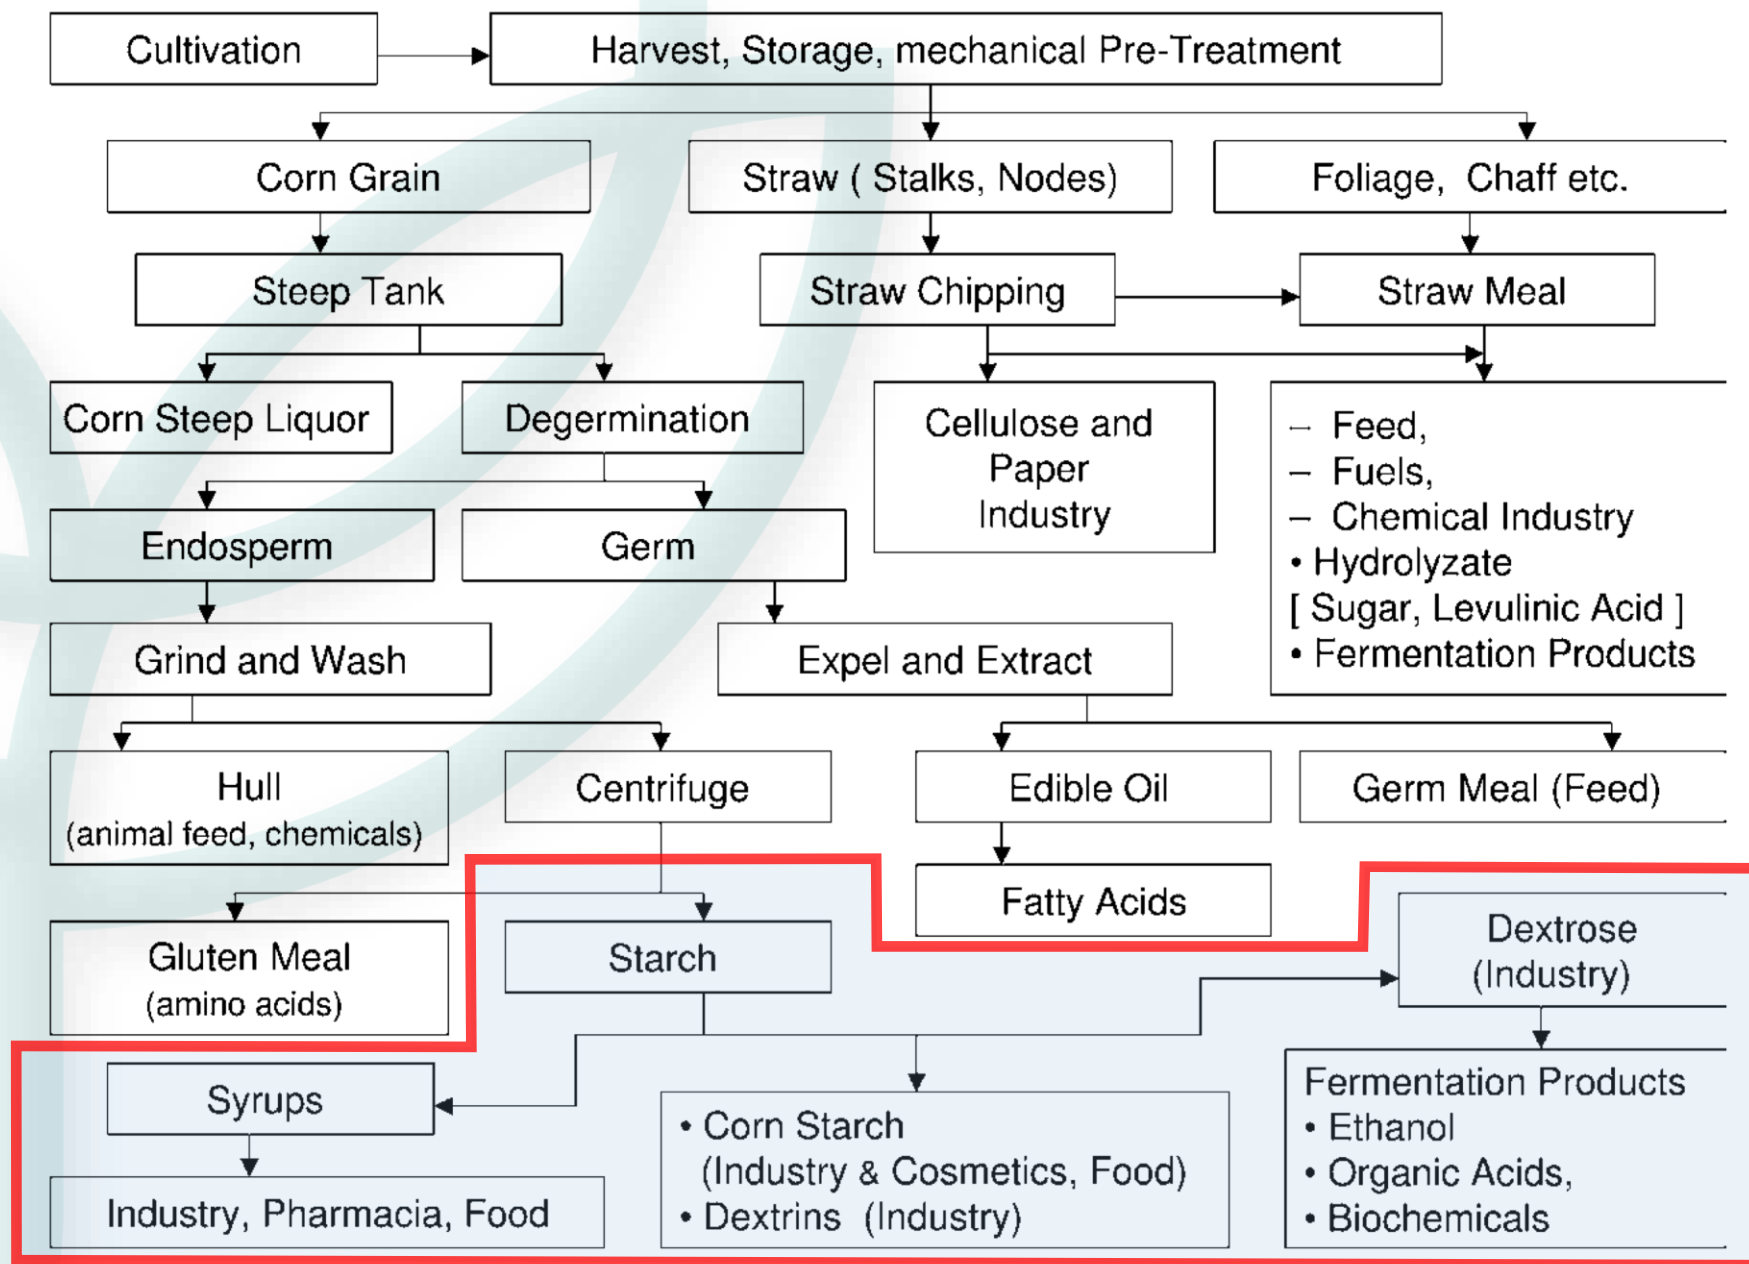 Cultivation
Harvest, Storage, mechanical Pre-Treatment
Corn Grain
Straw ( Stalks, Nodes)
Foliage, Chaff etc.
Steep Tank
Straw Chipping
Straw Meal
Corn Steep Liquor
Degermination
Cellulose and
Paper
Industry
– Feed,
– Fuels,
– Chemical Industry
• Hydrolyzate
[ Sugar, Levulinic Acid ]
• Fermentation Products
Endosperm
Germ
Grind and Wash
Expel and Extract
Hull
(animal feed, chemicals)
Centrifuge
Edible Oil
Germ Meal (Feed)
Fatty Acids
Gluten Meal
(amino acids)
Starch
Dextrose
(Industry)
Syrups
• Corn Starch
(Industry & Cosmetics, Food)
• Dextrins (Industry)
Fermentation Products
• Ethanol
• Organic Acids,
• Biochemicals
Industry, Pharmacia, Food